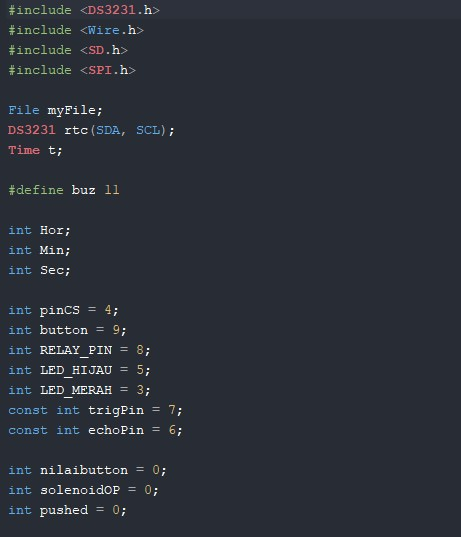 #include <DS3231.h>
#include <Wire.h>
#include <SD.h>
#include <SPI.h>
File myFile;
DS3231 rtc(SDA, SCL);
Time t;
#define buz 11
int Hor;
int Min;
int Sec;
int pinCS = 4;
int button = 9;
int RELAY_PIN = 8;
int LED_HIJAU = 5;
int LED_MERAH = 3;
const int trigPin = 7;
const int echoPin = 6;
int nilaibutton = 0;
int solenoidOP = 0;
int pushed = 0;